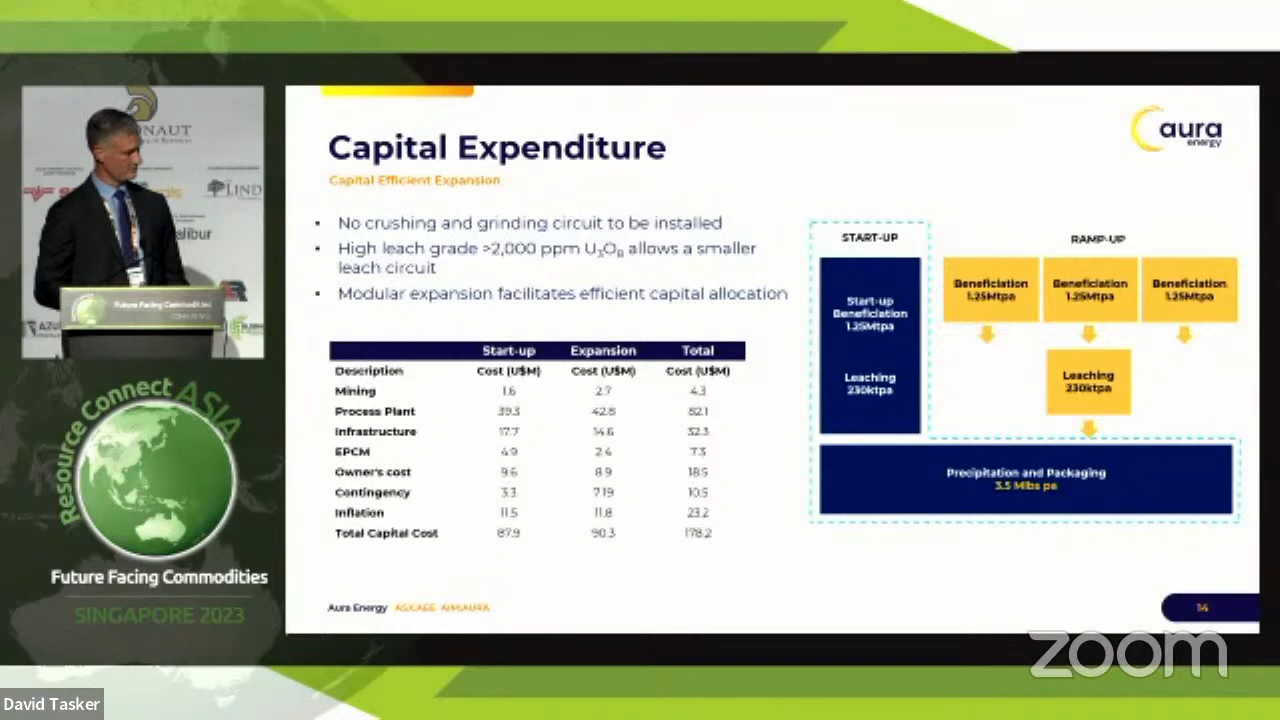 ONAUT
LIND
alibur
Future Facing Commodities
CONFERENCE
Resource Connect ASIA
Future Facing Commodities
SINGAPORE 2023
David Tasker
aura
energy
Capital Expenditure
Capital Efficient Expansion
• No crushing and grinding circuit to be installed
• High leach grade >2,000 ppm U₃O₈ allows a smaller
leach circuit
• Modular expansion facilitates efficient capital allocation
Start-up Expansion Total
Description Cost (U$M) Cost (U$M) Cost (U$M)
Mining 1.6 2.7 4.3
Process Plant 39.3 42.8 82.1
Infrastructure 17.7 14.6 32.3
EPCM 4.9 2.4 7.3
Owner's cost 9.6 8.9 18.5
Contingency 3.3 7.19 10.5
Inflation 11.5 11.8 23.2
Total Capital Cost 87.9 90.3 178.2
START-UP
RAMP-UP
Start-up
Beneficiation
1.25Mtpa
Leaching
230ktpa
Beneficiation Beneficiation Beneficiation
1.25Mtpa 1.25Mtpa 1.25Mtpa
Leaching
230ktpa
Precipitation and Packaging
3.5 Mlbs pa
Aura Energy ASX:AEE AIM:AURA
14
zoom